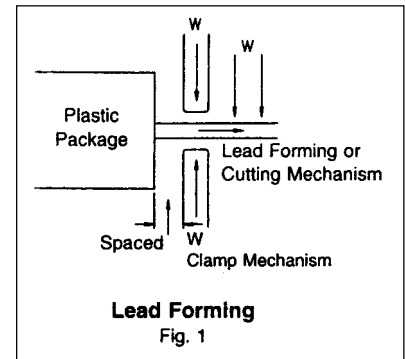 W
W
Plastic
Package
Lead Forming or
Cutting Mechanism
Spaced
W
Clamp Mechanism
Lead Forming
Fig. 1